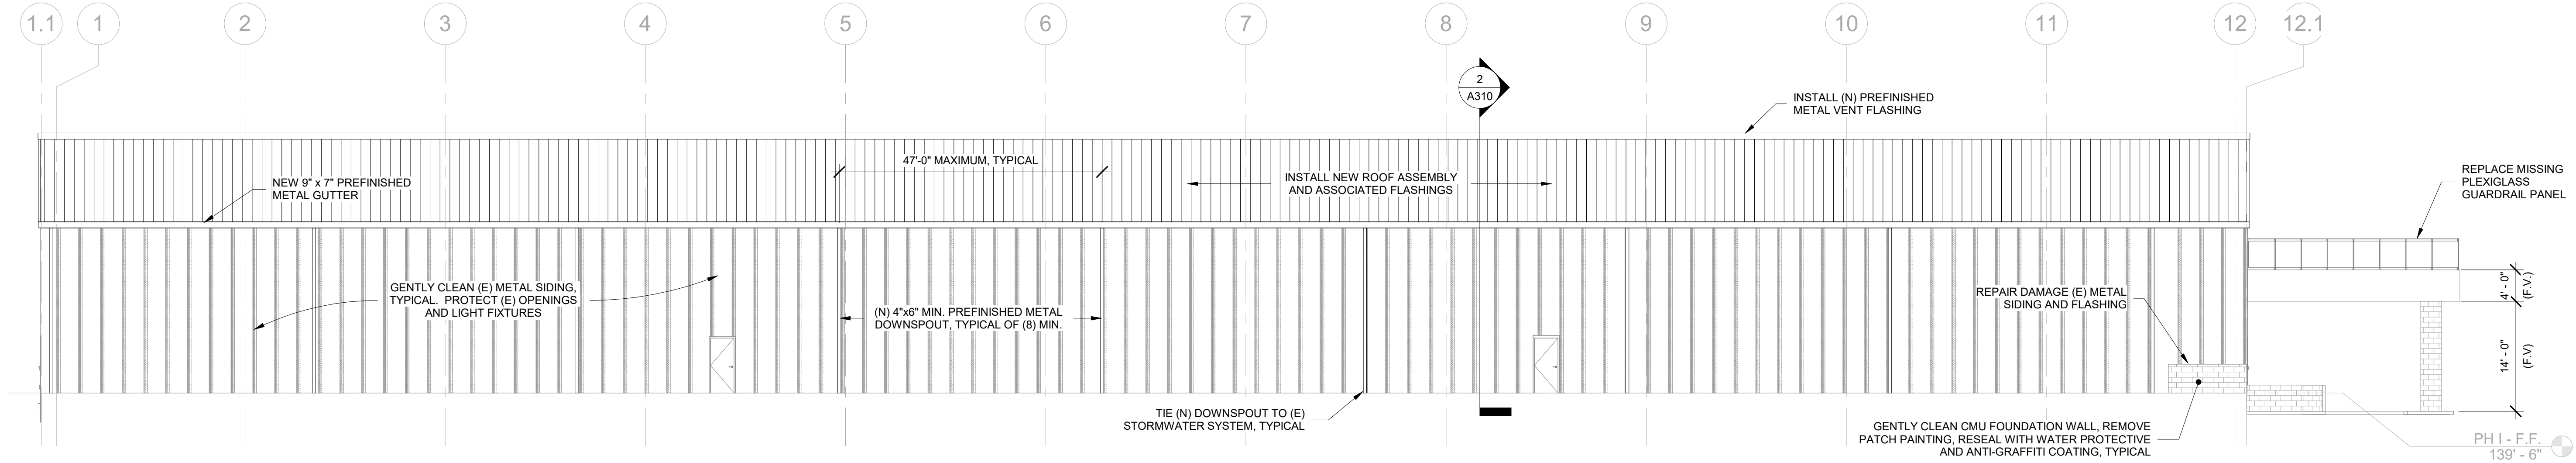 1.1
1
2
3
4
5
6
7
8
9
10
11
12
12.1
2
A310
INSTALL (N) PREFINISHED
METAL VENT FLASHING
47'-0" MAXIMUM, TYPICAL
NEW 9" x 7" PREFINISHED
METAL GUTTER
INSTALL NEW ROOF ASSEMBLY
AND ASSOCIATED FLASHINGS
REPLACE MISSING
PLEXIGLASS
GUARDRAIL PANEL
GENTLY CLEAN (E) METAL SIDING,
TYPICAL. PROTECT (E) OPENINGS
AND LIGHT FIXTURES
(N) 4"x6" MIN. PREFINISHED METAL
DOWNSPOUT, TYPICAL OF (8) MIN.
REPAIR DAMAGE (E) METAL
SIDING AND FLASHING
4' - 0"
(F.V.)
14' - 0"
(F.V)
TIE (N) DOWNSPOUT TO (E)
STORMWATER SYSTEM, TYPICAL
GENTLY CLEAN CMU FOUNDATION WALL, REMOVE
PATCH PAINTING, RESEAL WITH WATER PROTECTIVE
AND ANTI-GRAFFITI COATING, TYPICAL
PH I - F.F.
139' - 6"